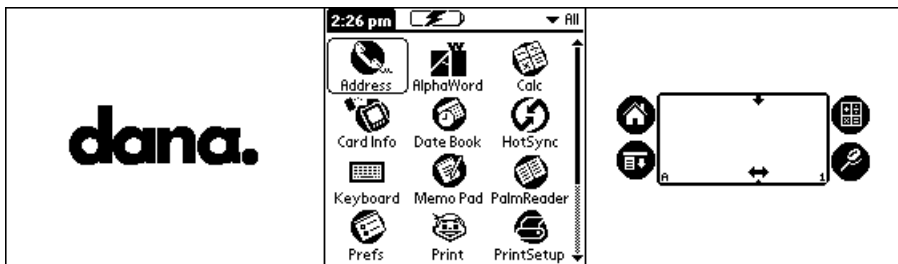 dana.
2:26 pm All
Address AlphaWord Calc
Card Info Date Book HotSync
Keyboard Memo Pad PalmReader
Prefs Print PrintSetup
A 1